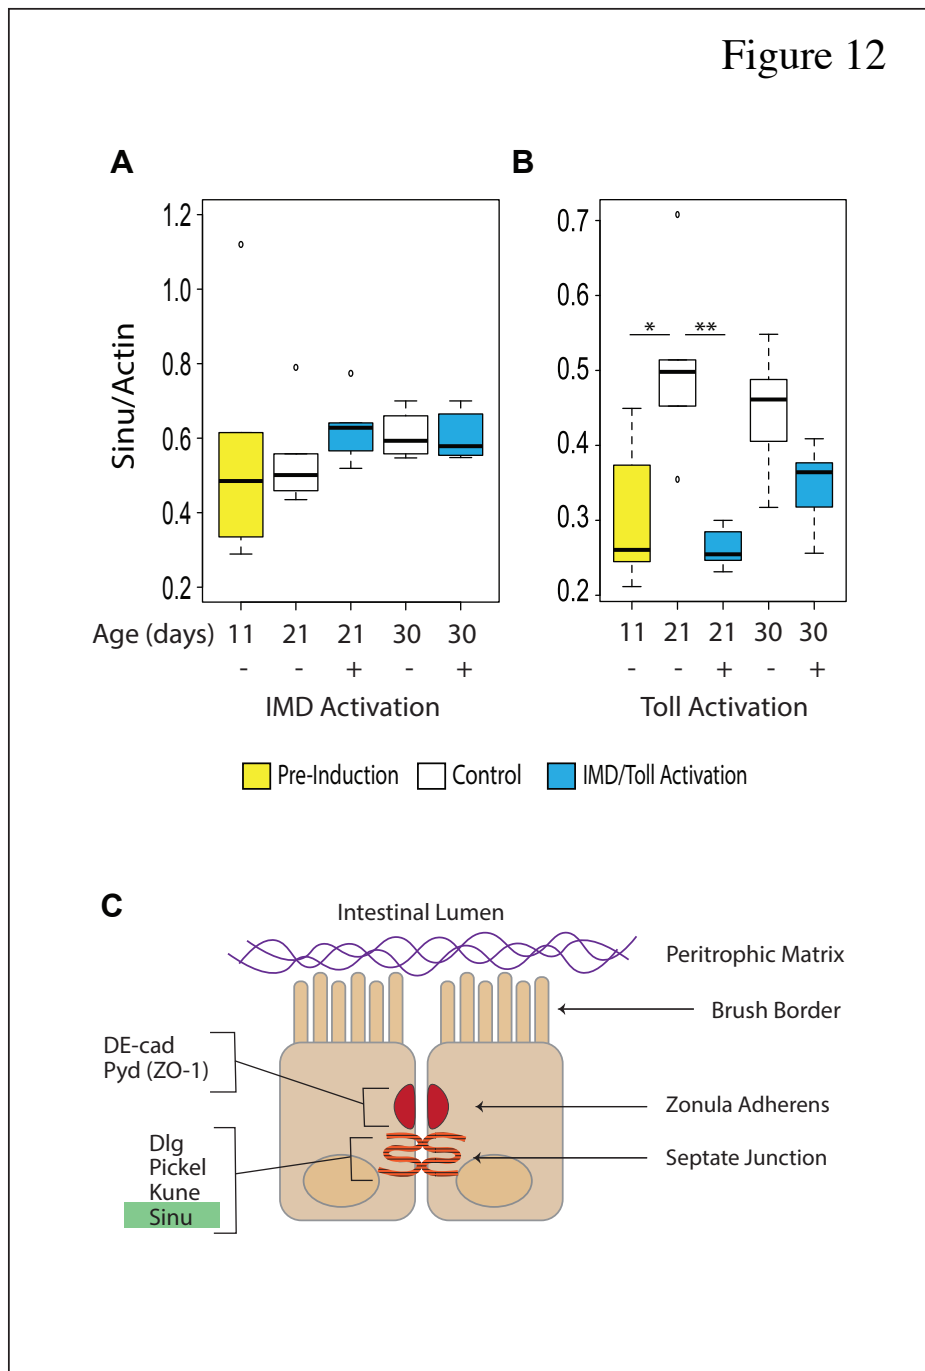 Figure 12
A
B
Sinu/Actin
1.2
1.0
0.8
0.6
0.4
0.2
0.7
0.6
0.5
0.4
0.3
0.2
* **
Age (days) 11 21 21 30 30
- - + - +
IMD Activation
11 21 21 30 30
- - + - +
Toll Activation
Pre-Induction Control IMD/Toll Activation
C
Intestinal Lumen
Peritrophic Matrix
Brush Border
DE-cad
Pyd (ZO-1)
Zonula Adherens
Dlg
Pickel
Kune
Sinu
Septate Junction